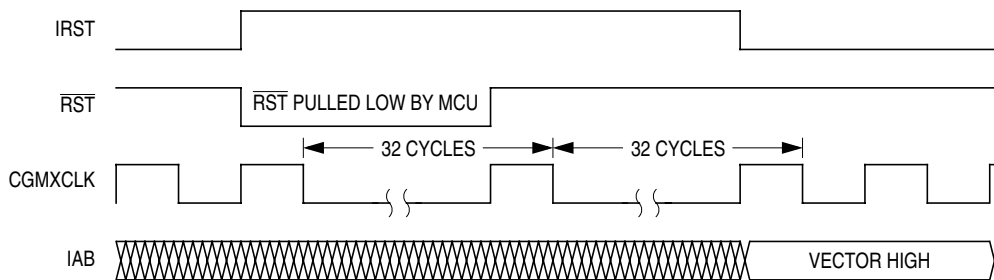 IRST
RST
RST PULLED LOW BY MCU
32 CYCLES
32 CYCLES
CGMXCLK
IAB
VECTOR HIGH